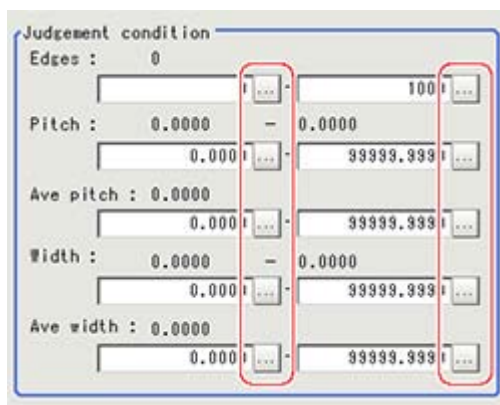 Judgement condition
Edges : 0
... - 100 ...
Pitch : 0.0000 - 0.0000
0.000 ... - 99999.999 ...
Ave pitch : 0.0000
0.000 ... - 99999.999 ...
Width : 0.0000 - 0.0000
0.000 ... - 99999.999 ...
Ave width : 0.0000
0.000 ... - 99999.999 ...